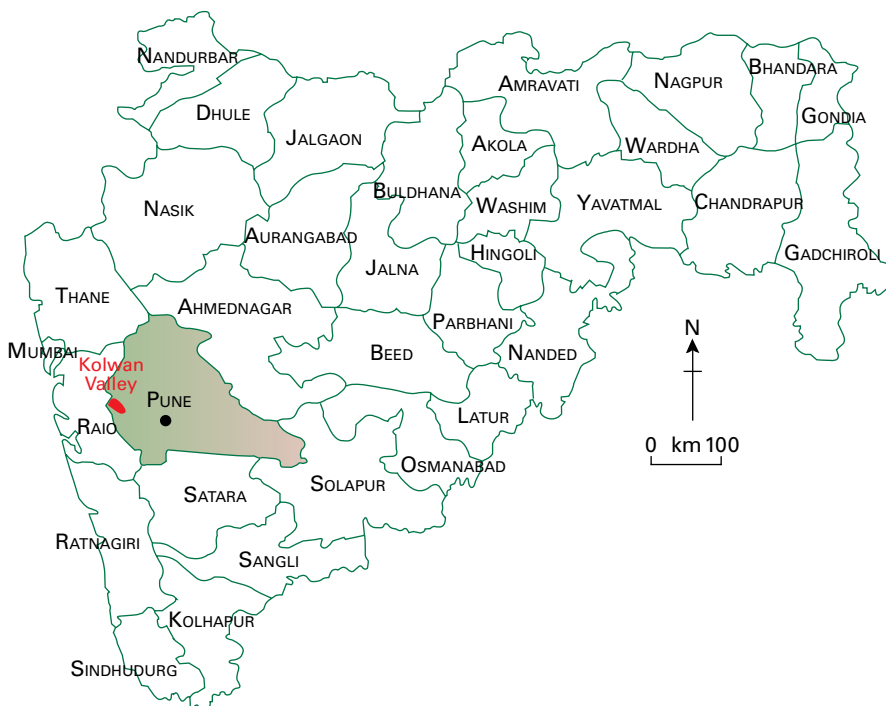 NANDURBAR
DHULE
JALGAON
AMRAVATI
NAGPUR
BHANDARA
GONDIA
AKOLA
WARDHA
BULDHANA
WASHIM
YAVATMAL
CHANDRAPUR
NASIK
AURANGABAD
JALNA
HINGOLI
GADCHIROLI
THANE
AHMEDNAGAR
PARBHANI
MUMBAI
BEED
NANDED
N
Kolwan
Valley
PUNE
RAIO
LATUR
0 km 100
OSMANABAD
SATARA
SOLAPUR
RATNAGIRI
SANGLI
KOLHAPUR
SINDHUDURG